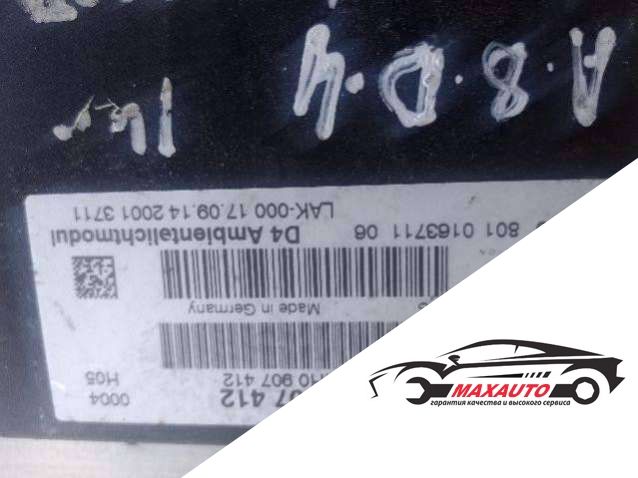 A.8.D.4
07 412 0004
H0 907 412 H05
Made in Germany
801 0163711 06 D4 Ambientalichtmodul
LAK-000 17.09.14 2001 3711
MAXAUTO
гарантия качества и высокого сервиса